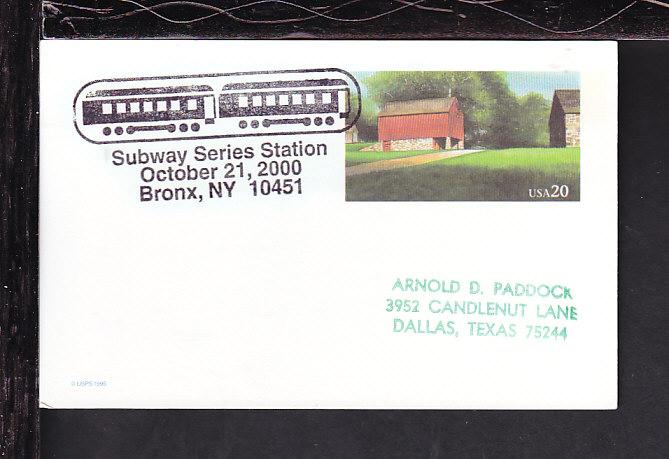 Subway Series Station
October 21, 2000
Bronx, NY 10451
USA20
ARNOLD D. PADDOCK
3952 CANDLENUT LANE
DALLAS, TEXAS 75244
© USPS 1995